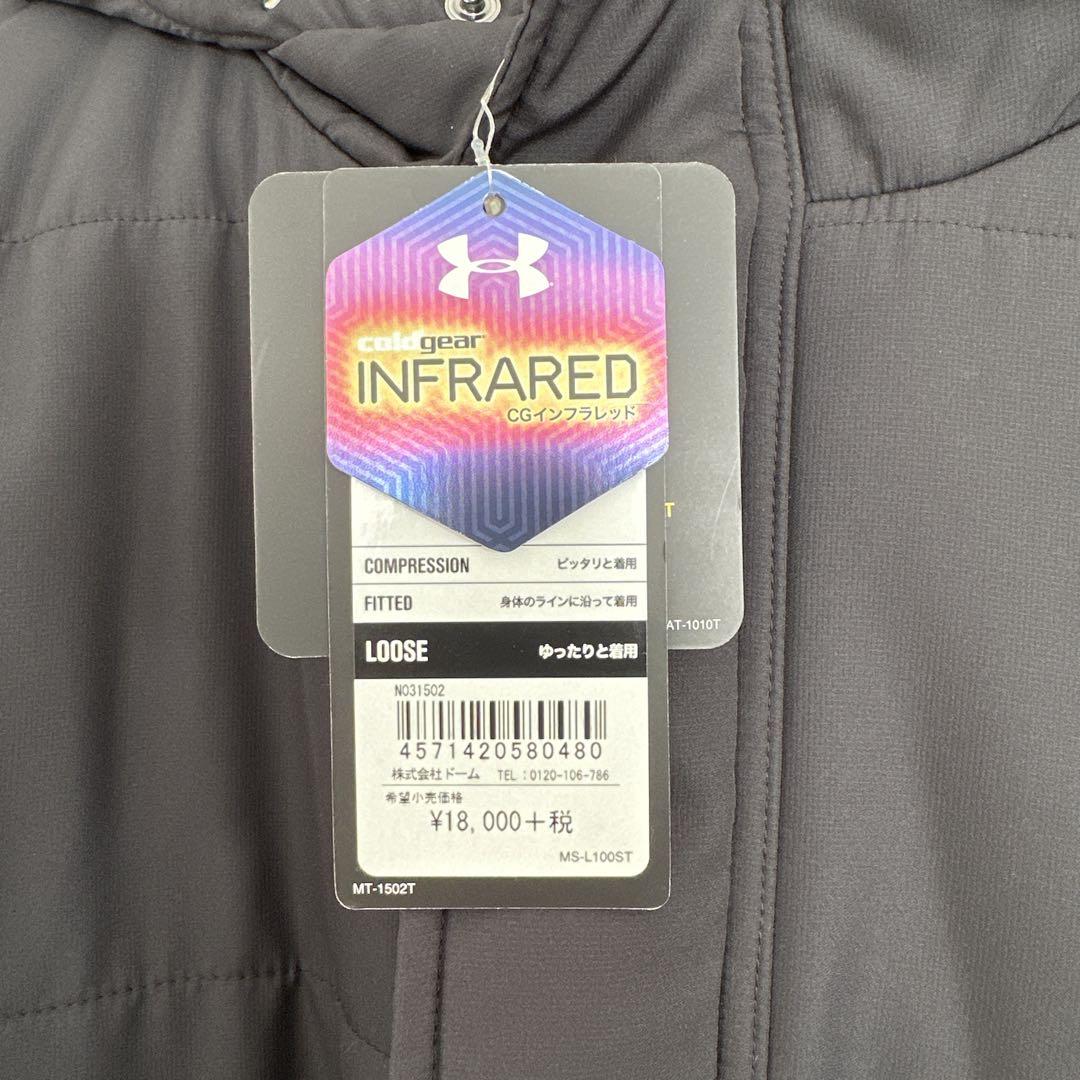 coldgear
INFRARED
CGインフラレッド
COMPRESSION ピッタリと着用
FITTED 身体のラインに沿って着用
LOOSE ゆったりと着用
N031502
4571420580480
株式会社ドーム TEL:0120-106-786
希望小売価格
¥18,000+税
MS-L100ST
MT-1502T
T
AT-1010T